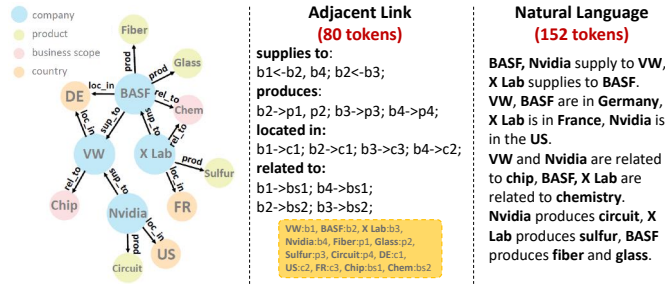 company
product
business scope
country
Fiber
prod
Glass
prod
DE
loc_in
BASF
rel_to
Chem
loc_in
sup_to
sup_to
rel_to
VW
X Lab
prod
Sulfur
rel_to
sup_to
loc_in
Chip
FR
Nvidia
prod
loc_in
US
Circuit
Adjacent Link
(80 tokens)
supplies to:
b1<-b2, b4; b2<-b3;
produces:
b2->p1, p2; b3->p3; b4->p4;
located in:
b1->c1; b2->c1; b3->c3; b4->c2;
related to:
b1->bs1; b4->bs1;
b2->bs2; b3->bs2;
VW:b1, BASF:b2, X Lab:b3,
Nvidia:b4, Fiber:p1, Glass:p2,
Sulfur:p3, Circuit:p4, DE:c1,
US:c2, FR:c3, Chip:bs1, Chem:bs2
Natural Language
(152 tokens)
BASF, Nvidia supply to VW,
X Lab supplies to BASF.
VW, BASF are in Germany,
X Lab is in France, Nvidia is
in the US.
VW and Nvidia are related
to chip, BASF, X Lab are
related to chemistry.
Nvidia produces circuit, X
Lab produces sulfur, BASF
produces fiber and glass.